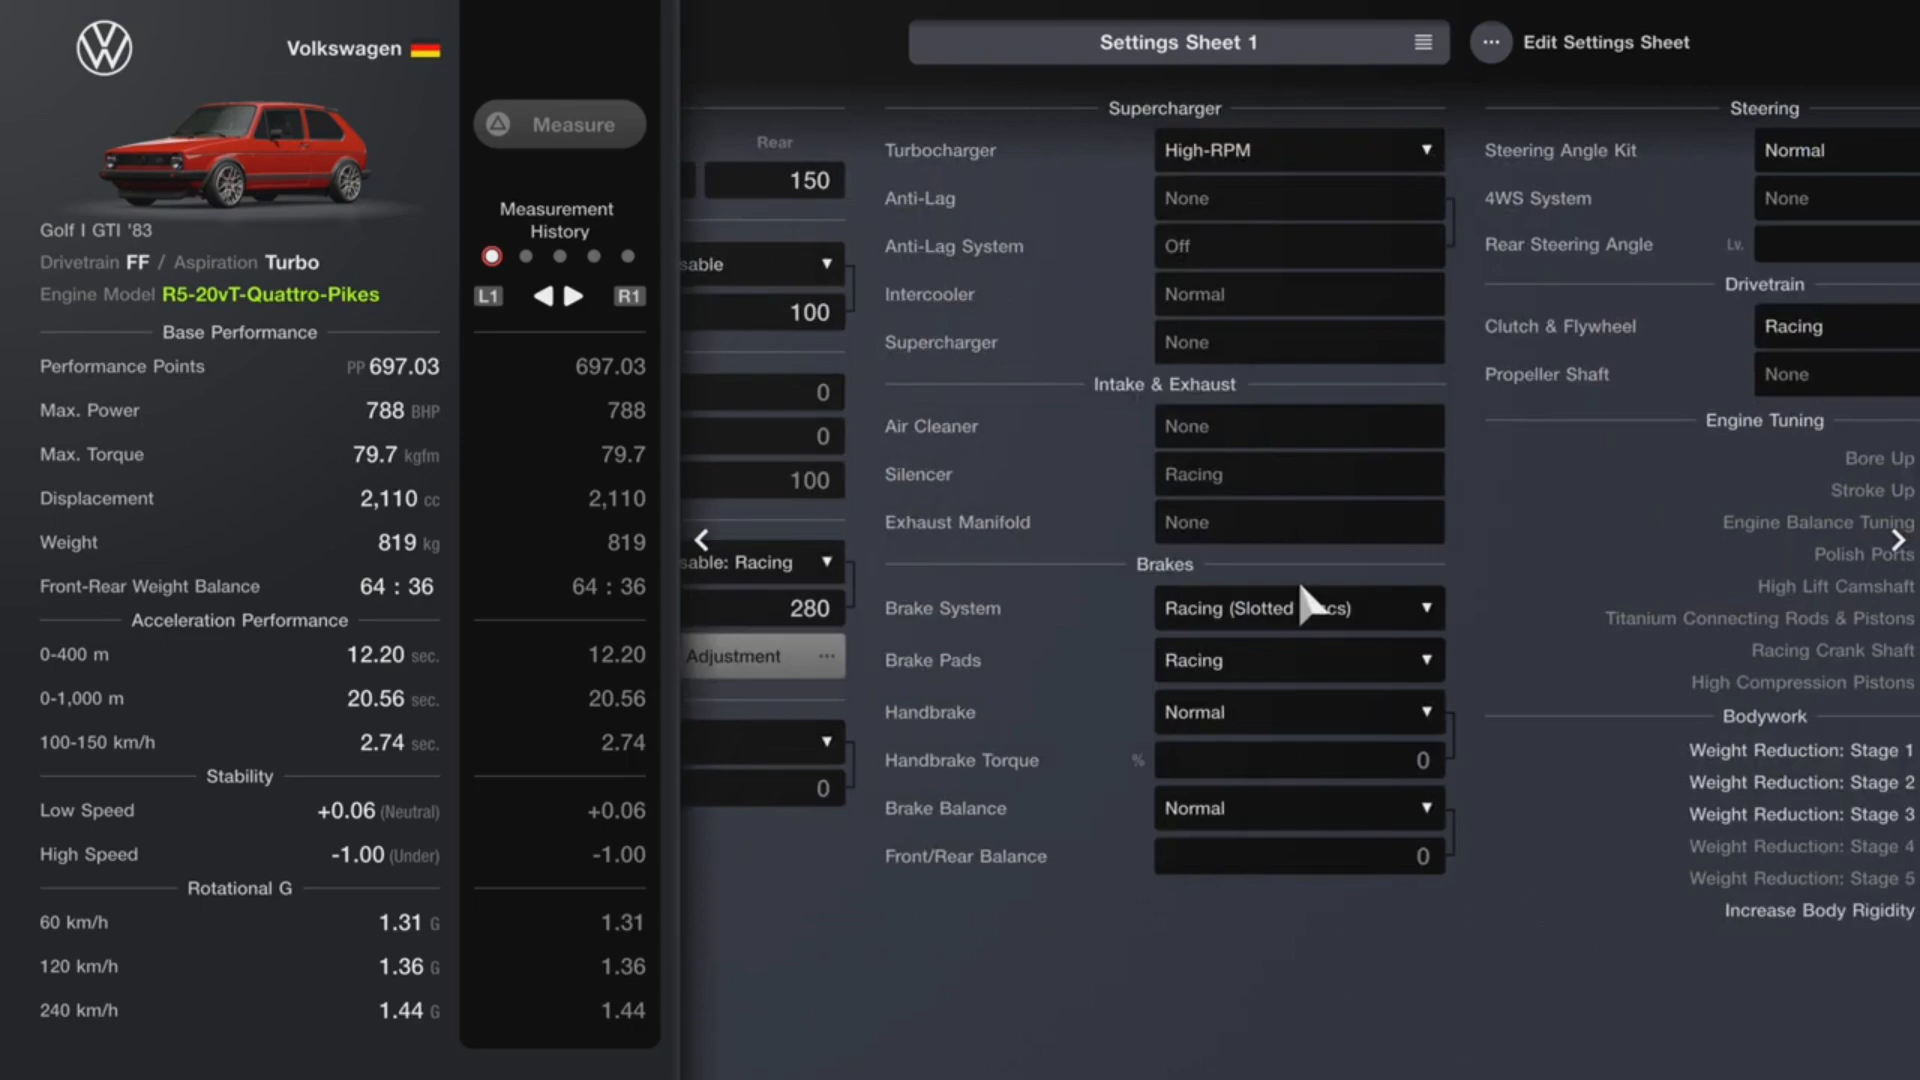 Volkswagen
Golf I GTI '83
Drivetrain FF / Aspiration Turbo
Engine Model R5-20vT-Quattro-Pikes
Base Performance
Performance Points PP 697.03
Max. Power 788 BHP
Max. Torque 79.7 kgfm
Displacement 2,110 cc
Weight 819 kg
Front-Rear Weight Balance 64 : 36
Acceleration Performance
0-400 m 12.20 sec.
0-1,000 m 20.56 sec.
100-150 km/h 2.74 sec.
Stability
Low Speed +0.06 (Neutral)
High Speed -1.00 (Under)
Rotational G
60 km/h 1.31 G
120 km/h 1.36 G
240 km/h 1.44 G
Measure
Measurement
History
L1 R1
697.03
788
79.7
2,110
819
64 : 36
12.20
20.56
2.74
+0.06
-1.00
1.31
1.36
1.44
Settings Sheet 1
Edit Settings Sheet
Rear
150
sable
100
0
0
100
sable: Racing
280
Adjustment
0
Supercharger
Turbocharger High-RPM
Anti-Lag None
Anti-Lag System Off
Intercooler Normal
Supercharger None
Intake & Exhaust
Air Cleaner None
Silencer Racing
Exhaust Manifold None
Brakes
Brake System Racing (Slotted cs)
Brake Pads Racing
Handbrake Normal
Handbrake Torque % 0
Brake Balance Normal
Front/Rear Balance 0
Steering
Steering Angle Kit Normal
4WS System None
Rear Steering Angle Lv.
Drivetrain
Clutch & Flywheel Racing
Propeller Shaft None
Engine Tuning
Bore Up
Stroke Up
Engine Balance Tuning
Polish Ports
High Lift Camshaft
Titanium Connecting Rods & Pistons
Racing Crank Shaft
High Compression Pistons
Bodywork
Weight Reduction: Stage 1
Weight Reduction: Stage 2
Weight Reduction: Stage 3
Weight Reduction: Stage 4
Weight Reduction: Stage 5
Increase Body Rigidity